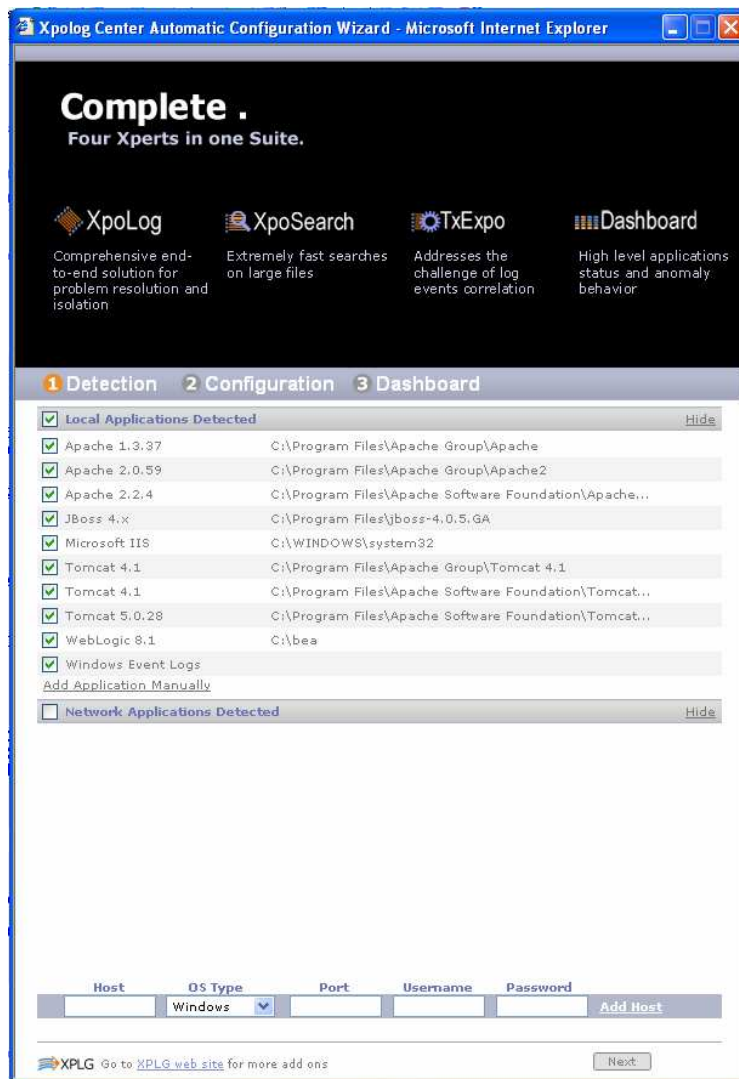 Xpolog Center Automatic Configuration Wizard - Microsoft Internet Explorer
Complete .
Four Xperts in one Suite.
XpoLog
Comprehensive end-
to-end solution for
problem resolution and
isolation
XpoSearch
Extremely fast searches
on large files
TxExpo
Addresses the
challenge of log
events correlation
Dashboard
High level applications
status and anomaly
behavior
1 Detection 2 Configuration 3 Dashboard
Local Applications Detected Hide
Apache 1.3.37 C:\Program Files\Apache Group\Apache
Apache 2.0.59 C:\Program Files\Apache Group\Apache2
Apache 2.2.4 C:\Program Files\Apache Software Foundation\Apache...
JBoss 4.x C:\Program Files\jboss-4.0.5.GA
Microsoft IIS C:\WINDOWS\system32
Tomcat 4.1 C:\Program Files\Apache Group\Tomcat 4.1
Tomcat 4.1 C:\Program Files\Apache Software Foundation\Tomcat...
Tomcat 5.0.28 C:\Program Files\Apache Software Foundation\Tomcat...
WebLogic 8.1 C:\bea
Windows Event Logs
Add Application Manually
Network Applications Detected Hide
Host OS Type Port Username Password
Windows Add Host
XPLG Go to XPLG web site for more add ons Next